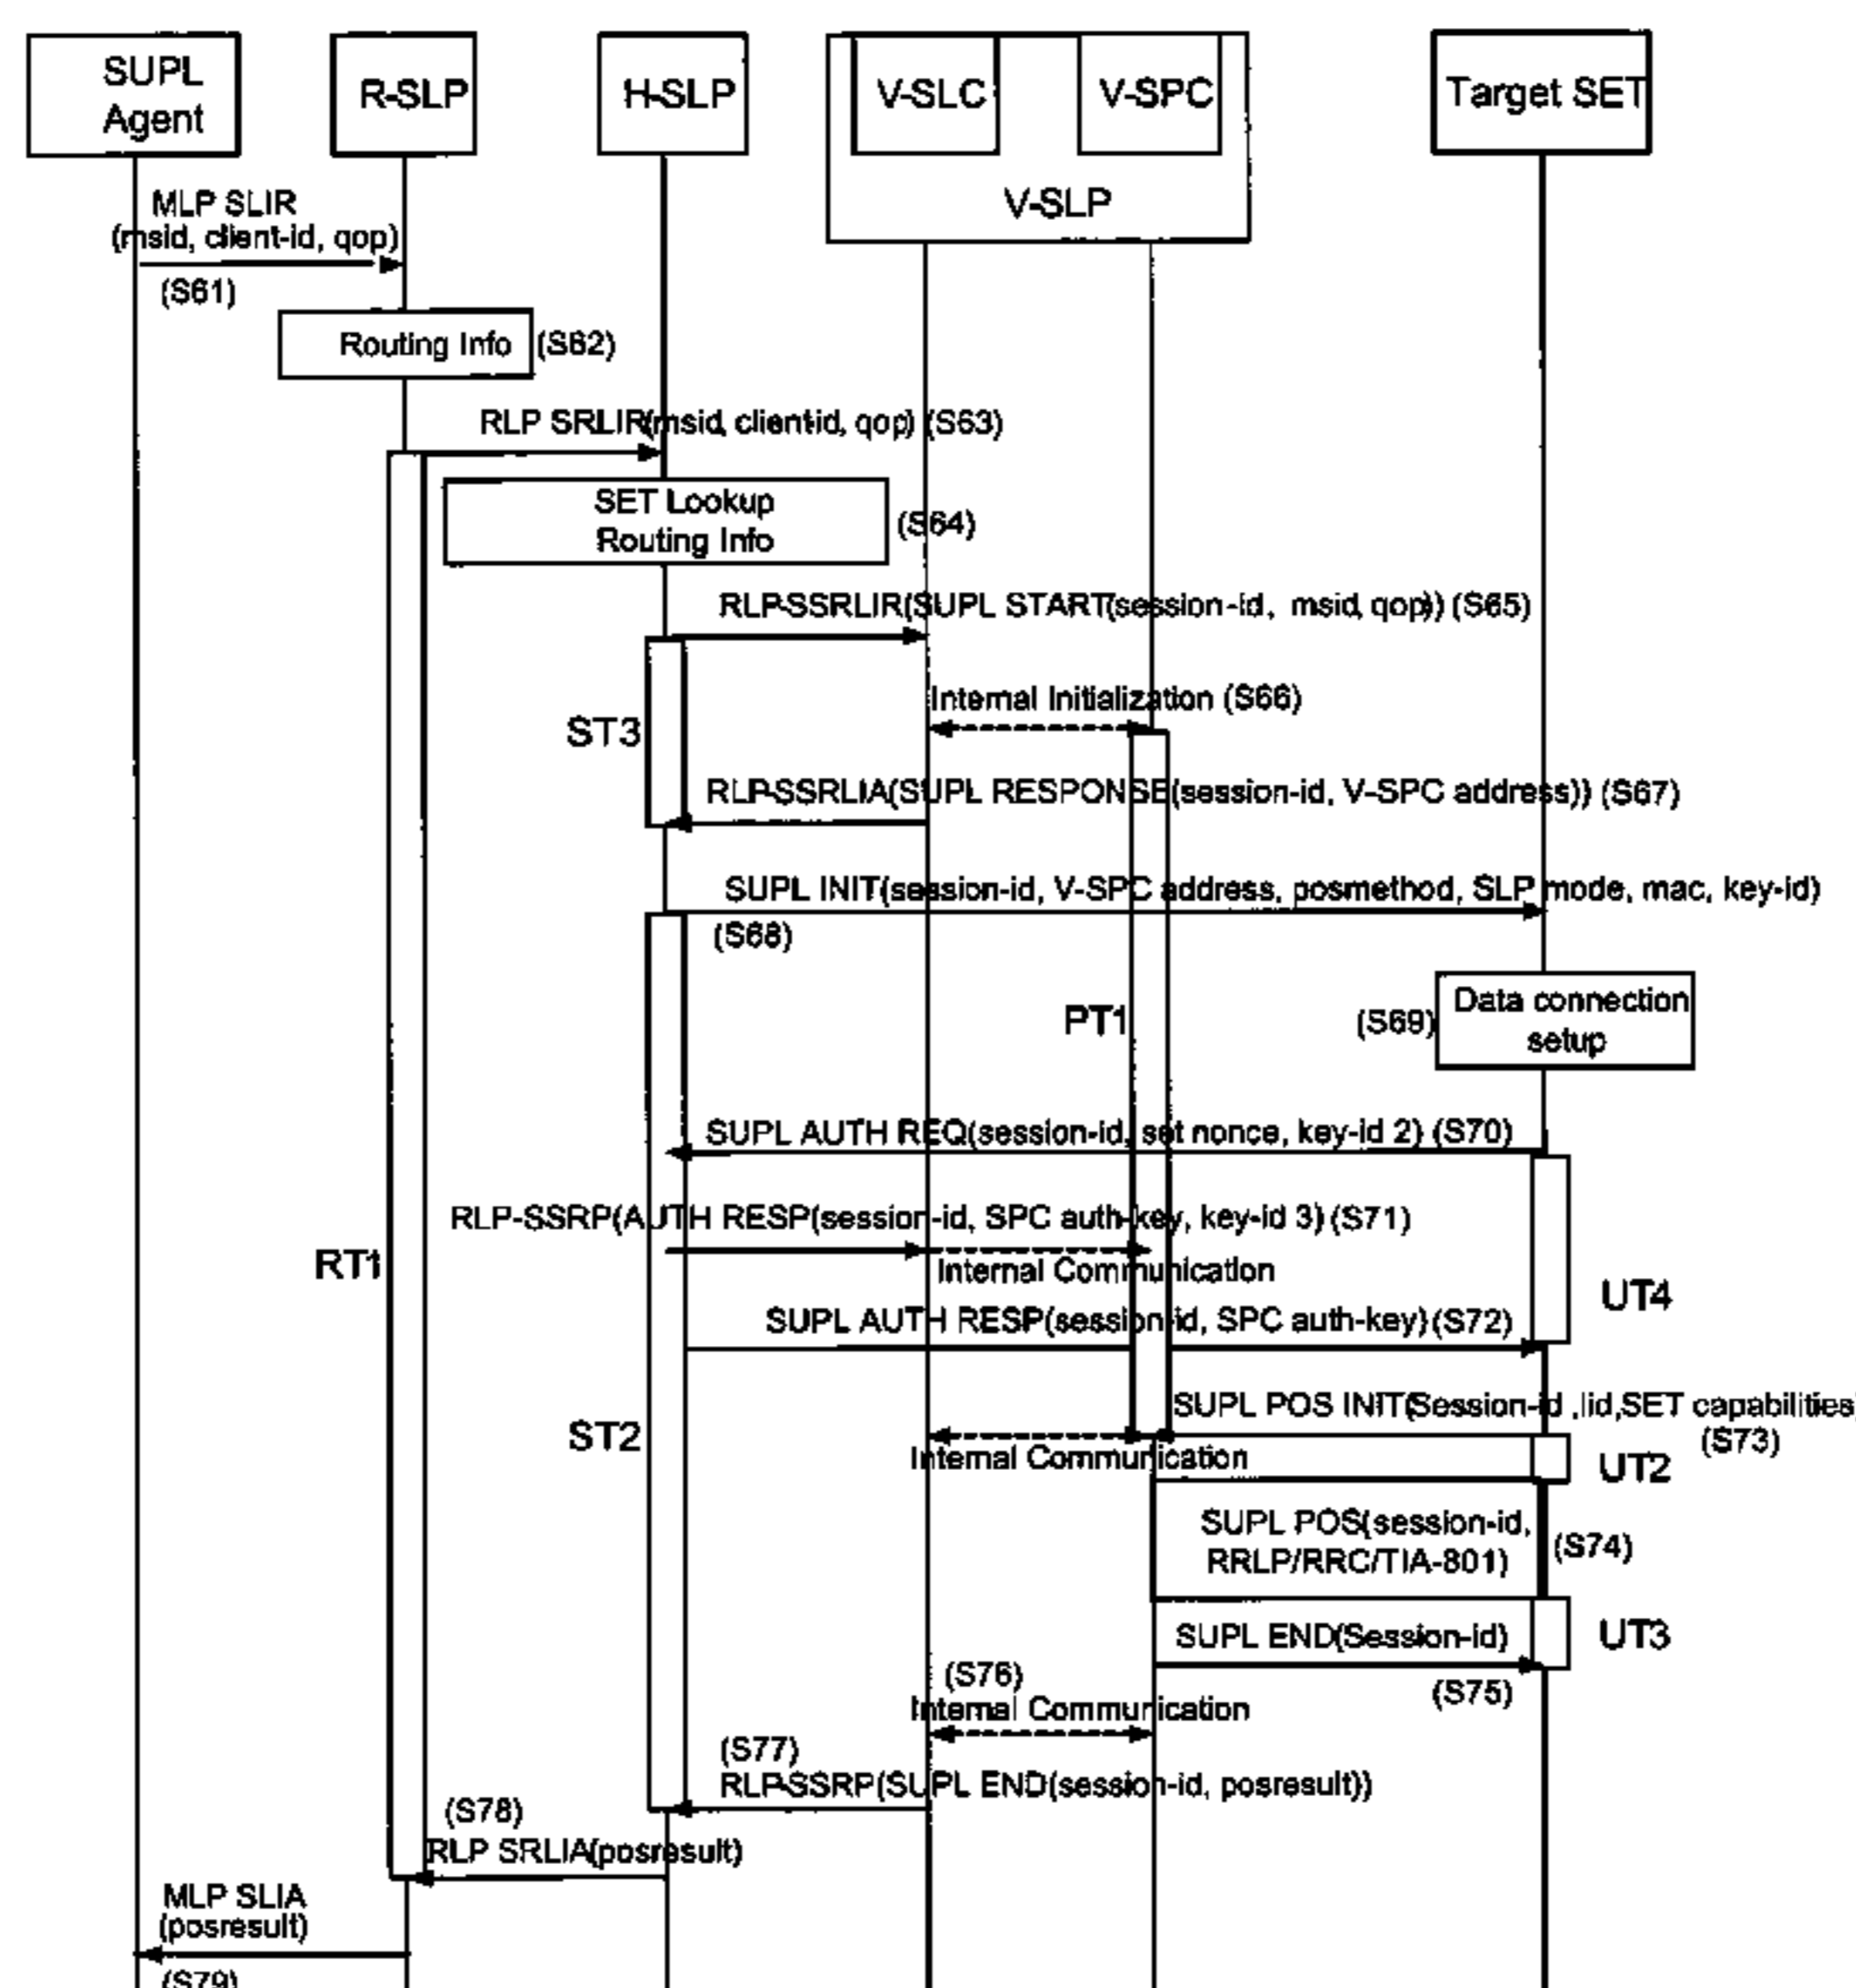 SUPL
Agent
R-SLP
H-SLP
V-SLC
V-SPC
V-SLP
Target SET
MLP SLIR
(msid, client-id, qop)
(S61)
Routing Info
(S62)
RLP SRLIR(msid, client-id, qop) (S63)
SET Lookup
Routing Info
(S64)
RLP-SSRLIR(SUPL START(session-id, msid, qop)) (S65)
Internal Initialization (S66)
ST3
RLP-SSRLIA(SUPL RESPONSE(session-id, V-SPC address)) (S67)
SUPL INIT(session-id, V-SPC address, posmethod, SLP mode, mac, key-id)
(S68)
PT1
(S69)
Data connection
setup
SUPL AUTH REQ(session-id, set nonce, key-id 2) (S70)
RLP-SSRP(AUTH RESP(session-id, SPC auth-key, key-id 3) (S71)
RT1
Internal Communication
UT4
SUPL AUTH RESP(session-id, SPC auth-key) (S72)
SUPL POS INIT(Session-id ,lid,SET capabilities)
(S73)
ST2
Internal Communication
UT2
SUPL POS(session-id,
RRLP/RRC/TIA-801)
(S74)
SUPL END(Session-id)
UT3
(S75)
(S76)
Internal Communication
(S77)
RLP-SSRP(SUPL END(session-id, posresult))
(S78)
RLP SRLIA(posresult)
MLP SLIA
(posresult)
(S79)